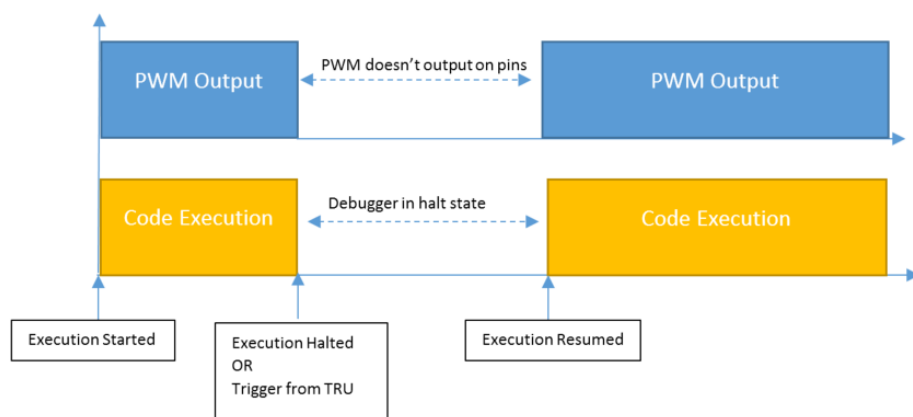 PWM Output
PWM doesn't output on pins
PWM Output
Code Execution
Debugger in halt state
Code Execution
Execution Started
Execution Halted
OR
Trigger from TRU
Execution Resumed